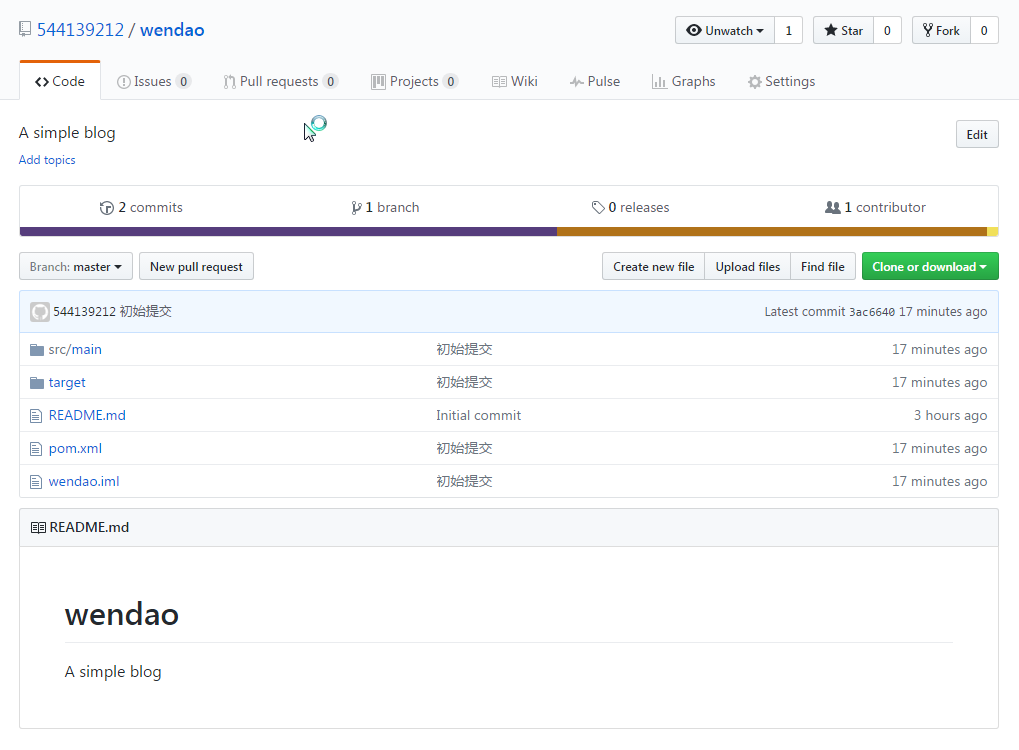 544139212 / wendao Unwatch 1 Star 0 Fork 0
Code Issues 0 Pull requests 0 Projects 0 Wiki Pulse Graphs Settings
A simple blog Edit
Add topics
2 commits 1 branch 0 releases 1 contributor
Branch: master New pull request Create new file Upload files Find file Clone or download
544139212 初始提交 Latest commit 3ac6640 17 minutes ago
src/main 初始提交 17 minutes ago
target 初始提交 17 minutes ago
README.md Initial commit 3 hours ago
pom.xml 初始提交 17 minutes ago
wendao.iml 初始提交 17 minutes ago
README.md
wendao
A simple blog